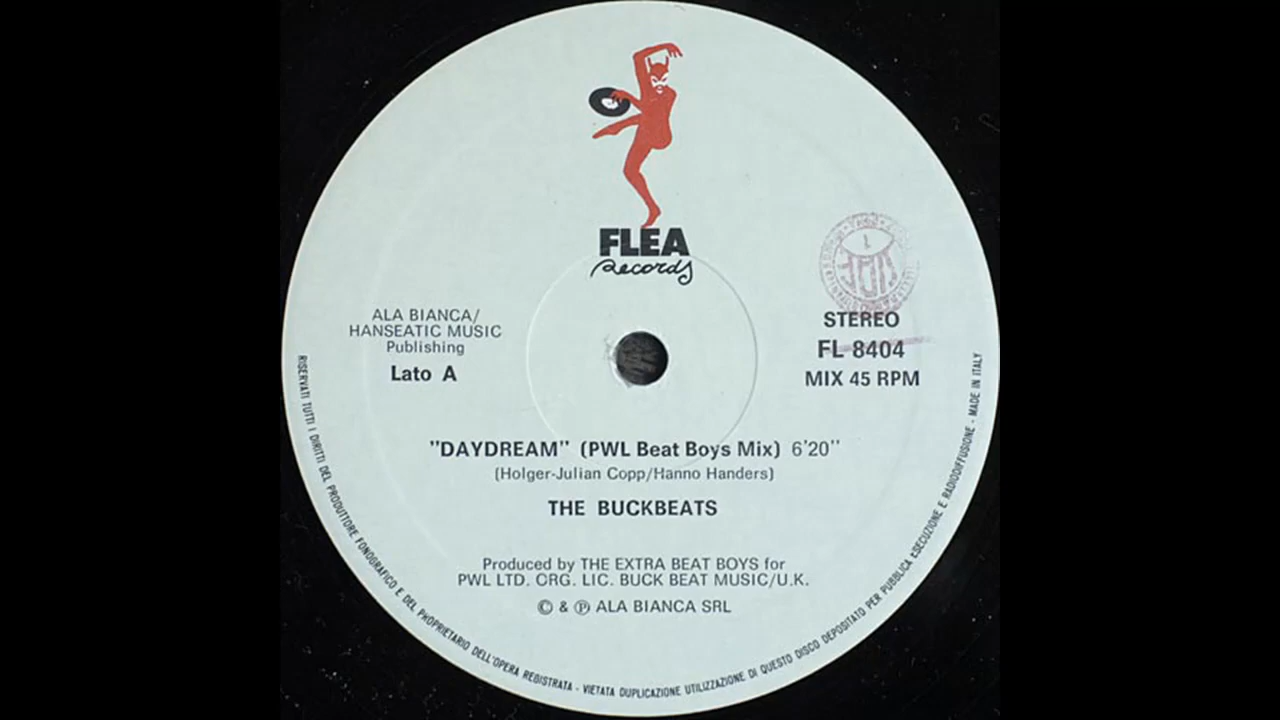 FLEA
Records
ALA BIANCA/
HANSEATIC MUSIC
Publishing
Lato A
STEREO
FL 8404
MIX 45 RPM
"DAYDREAM" (PWL Beat Boys Mix) 6'20"
(Holger-Julian Copp/Hanno Handers)
THE BUCKBEATS
Produced by THE EXTRA BEAT BOYS for
PWL LTD. ORG. LIC. BUCK BEAT MUSIC/U.K.
© & ℗ ALA BIANCA SRL
RISERVATI TUTTI I DIRITTI DEL PRODUTTORE FONOGRAFICO E DEL PROPRIETARIO DELL'OPERA REGISTRATA - VIETATA DUPLICAZIONE UTILIZZAZIONE DI QUESTO DISCO DEPOSITATO PER PUBBLICA ESECUZIONE E RADIODIFFUSIONE - MADE IN ITALY